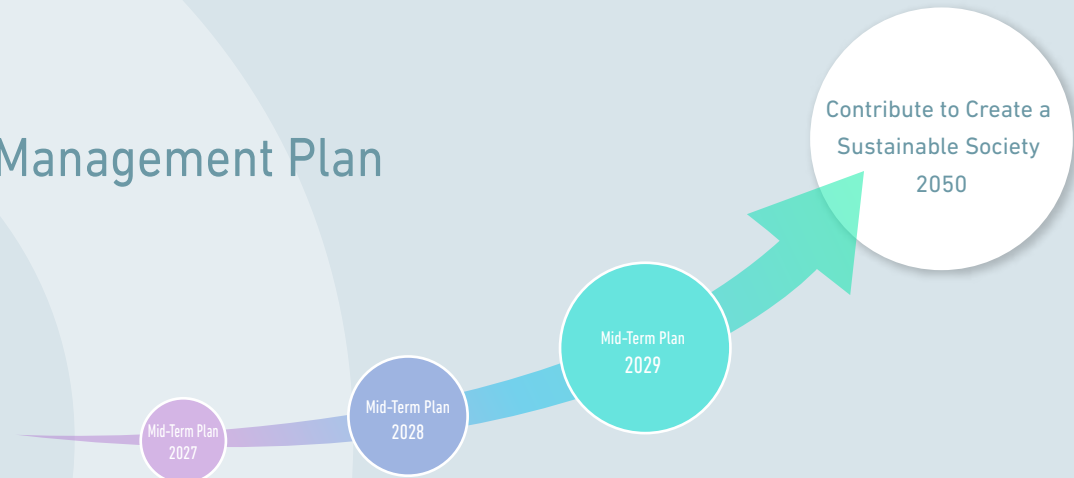 Management Plan
Contribute to Create a
Sustainable Society
2050
Mid-Term Plan
2029
Mid-Term Plan
2028
Mid-Term Plan
2027